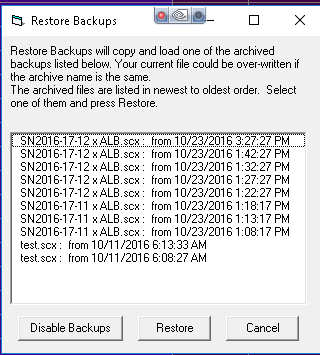 Restore Backups
Restore Backups will copy and load one of the archived
backups listed below. Your current file could be over-written if
the archive name is the same.
The archived files are listed in newest to oldest order. Select
one of them and press Restore.
SN2016-17-12 x ALB.scx : from 10/23/2016 3:27:27 PM
SN2016-17-12 x ALB.scx : from 10/23/2016 1:42:27 PM
SN2016-17-12 x ALB.scx : from 10/23/2016 1:32:27 PM
SN2016-17-12 x ALB.scx : from 10/23/2016 1:27:27 PM
SN2016-17-12 x ALB.scx : from 10/23/2016 1:22:27 PM
SN2016-17-11 x ALB.scx : from 10/23/2016 1:18:17 PM
SN2016-17-11 x ALB.scx : from 10/23/2016 1:13:17 PM
SN2016-17-11 x ALB.scx : from 10/23/2016 1:08:17 PM
test.scx : from 10/11/2016 6:13:33 AM
test.scx : from 10/11/2016 6:08:27 AM
Disable Backups
Restore
Cancel